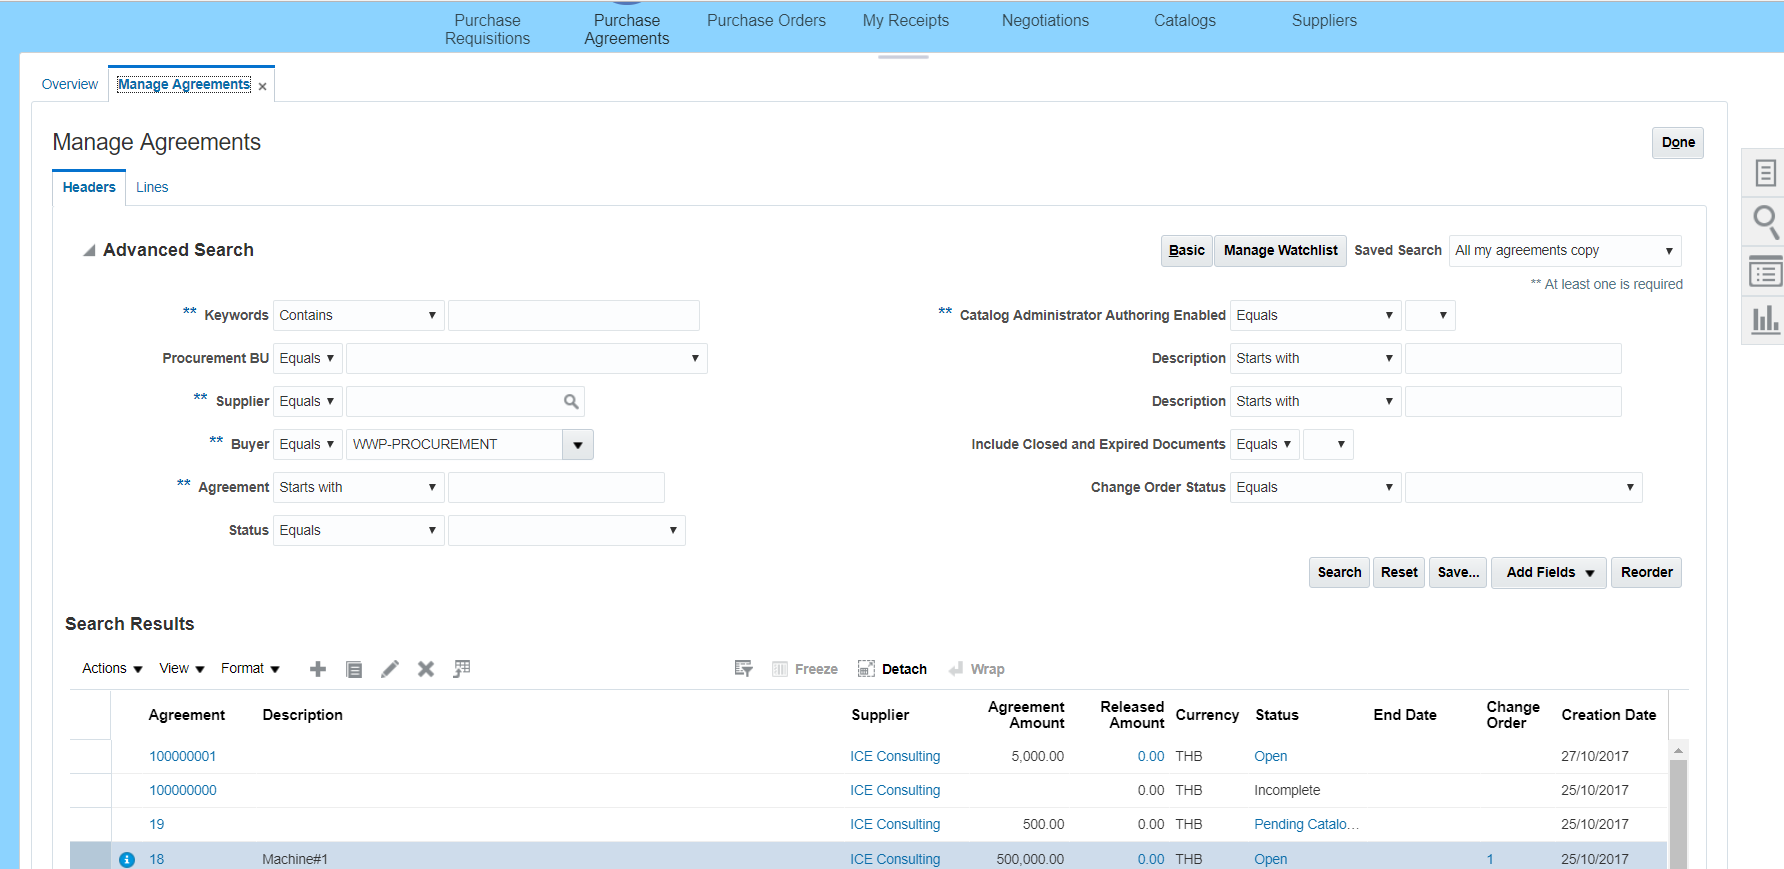 Purchase Requisitions
Purchase Agreements
Purchase Orders
My Receipts
Negotiations
Catalogs
Suppliers
Overview
Manage Agreements ×
Manage Agreements
Done
Headers
Lines
Advanced Search
Basic
Manage Watchlist
Saved Search
All my agreements copy
** At least one is required
** Keywords Contains
** Catalog Administrator Authoring Enabled Equals
Procurement BU Equals
Description Starts with
** Supplier Equals
Description Starts with
** Buyer Equals WWP-PROCUREMENT
Include Closed and Expired Documents Equals
** Agreement Starts with
Change Order Status Equals
Status Equals
Search Reset Save... Add Fields Reorder
Search Results
Actions View Format Freeze Detach Wrap
Agreement Description Supplier Agreement Amount Released Amount Currency Status End Date Change Order Creation Date
100000001 ICE Consulting 5,000.00 0.00 THB Open 27/10/2017
100000000 ICE Consulting 0.00 THB Incomplete 25/10/2017
19 ICE Consulting 500.00 0.00 THB Pending Catalo... 25/10/2017
18 Machine#1 ICE Consulting 500,000.00 0.00 THB Open 1 25/10/2017